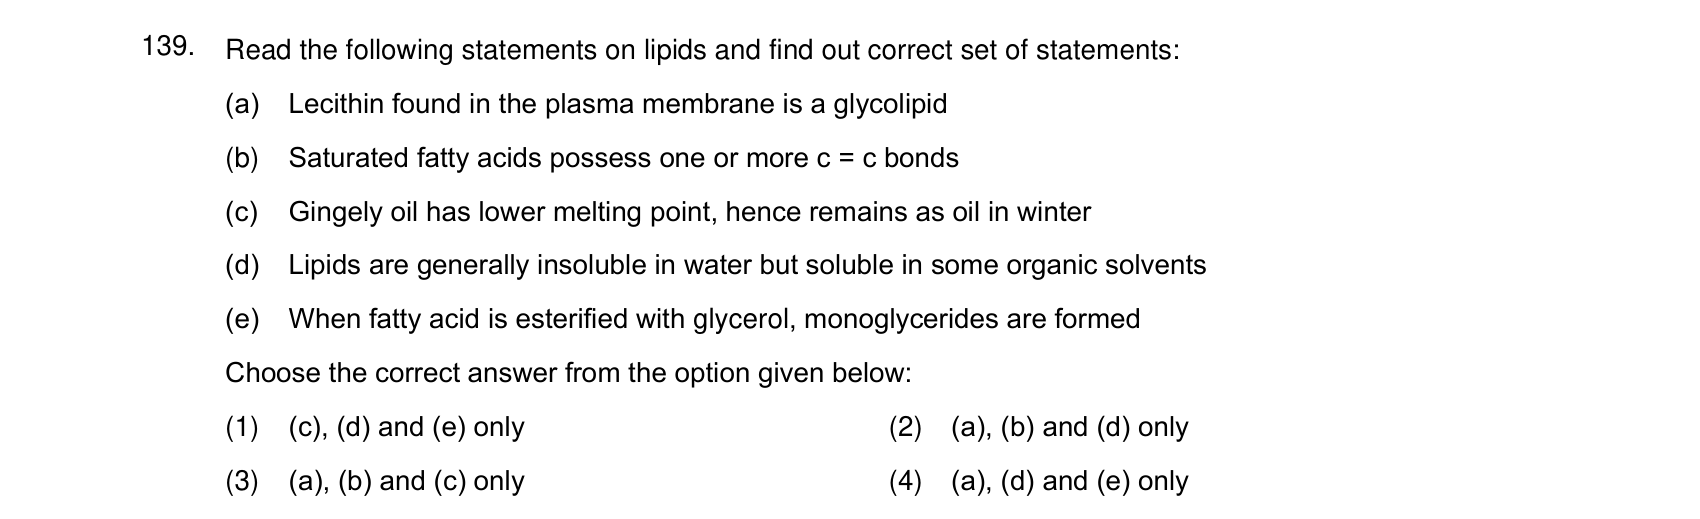 139. Read the following statements on lipids and find out correct set of statements:
(a) Lecithin found in the plasma membrane is a glycolipid
(b) Saturated fatty acids possess one or more c = c bonds
(c) Gingely oil has lower melting point, hence remains as oil in winter
(d) Lipids are generally insoluble in water but soluble in some organic solvents
(e) When fatty acid is esterified with glycerol, monoglycerides are formed
Choose the correct answer from the option given below:
(1) (c), (d) and (e) only (2) (a), (b) and (d) only
(3) (a), (b) and (c) only (4) (a), (d) and (e) only